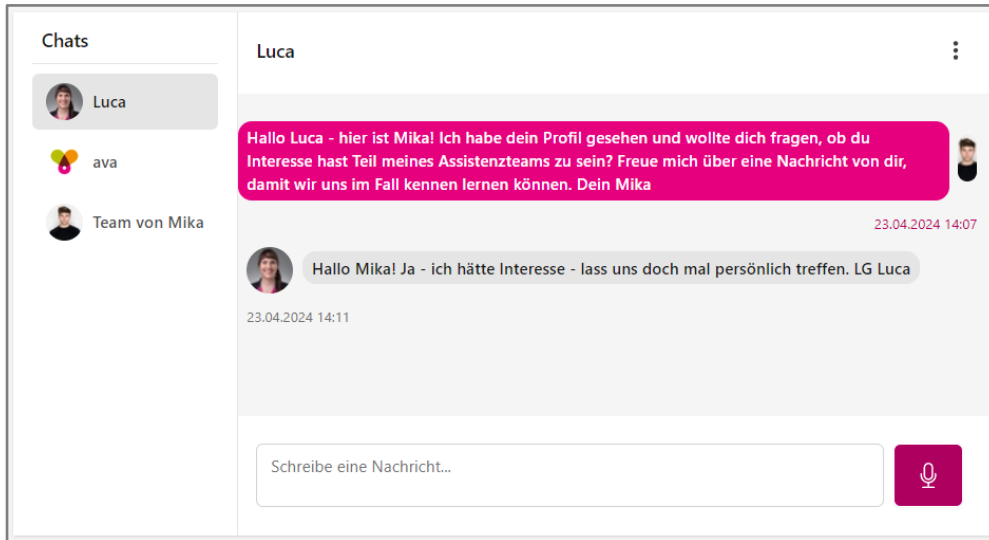 Chats
Luca
ava
Team von Mika
Luca
Hallo Luca - hier ist Mika! Ich habe dein Profil gesehen und wollte dich fragen, ob du
Interesse hast Teil meines Assistenzteams zu sein? Freue mich über eine Nachricht von dir,
damit wir uns im Fall kennen lernen können. Dein Mika
23.04.2024 14:07
Hallo Mika! Ja - ich hätte Interesse - lass uns doch mal persönlich treffen. LG Luca
23.04.2024 14:11
Schreibe eine Nachricht...